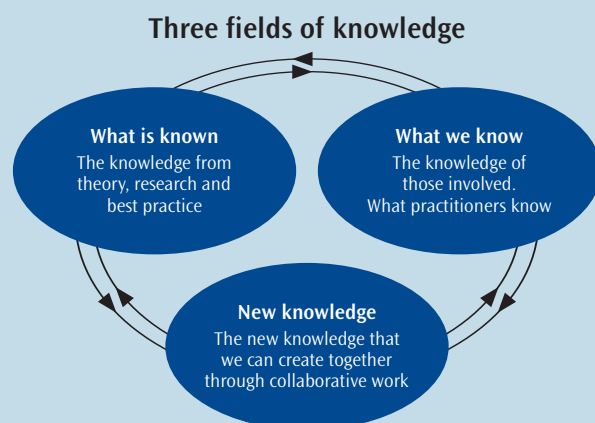 Three fields of knowledge
What is known
The knowledge from
theory, research and
best practice
What we know
The knowledge of
those involved.
What practitioners know
New knowledge
The new knowledge that
we can create together
through collaborative work